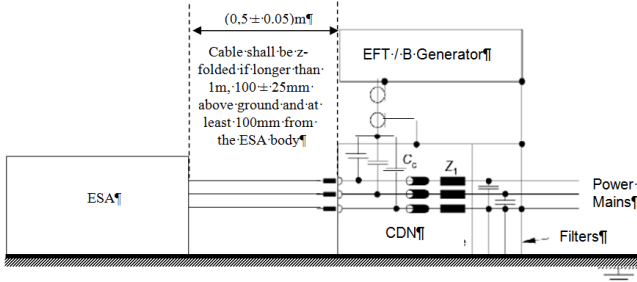 (0,5 ± 0.05)m¶
Cable·shall·be·z-
folded·if·longer·than·
1m,·100·±·25mm·
above·ground·and·at·
least·100mm·from·
the·ESA·body¶
EFT·/·B·Generator¶
C꜀
Z₁
ESA¶
Power·
Mains¶
CDN¶
Filters¶